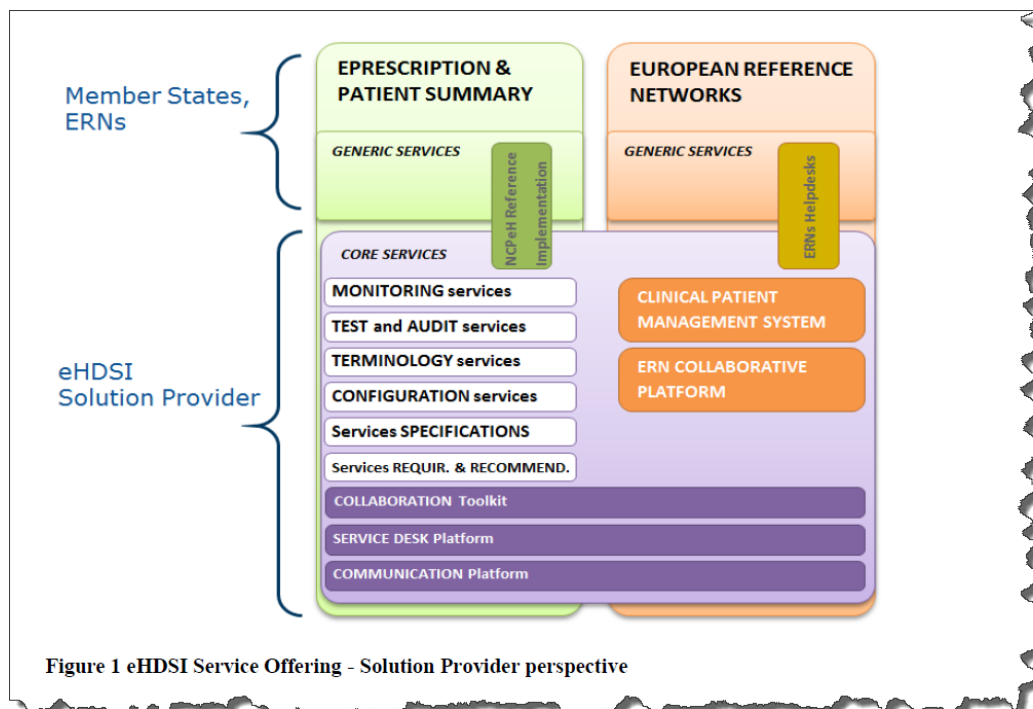 Member States,
ERNs
EPRESCRIPTION &
PATIENT SUMMARY
GENERIC SERVICES
NCPeH Reference
Implementation
EUROPEAN REFERENCE
NETWORKS
GENERIC SERVICES
ERNs Helpdesks
eHDSI
Solution Provider
CORE SERVICES
MONITORING services
TEST and AUDIT services
TERMINOLOGY services
CONFIGURATION services
Services SPECIFICATIONS
Services REQUIR. & RECOMMEND.
CLINICAL PATIENT
MANAGEMENT SYSTEM
ERN COLLABORATIVE
PLATFORM
COLLABORATION Toolkit
SERVICE DESK Platform
COMMUNICATION Platform
Figure 1 eHDSI Service Offering - Solution Provider perspective